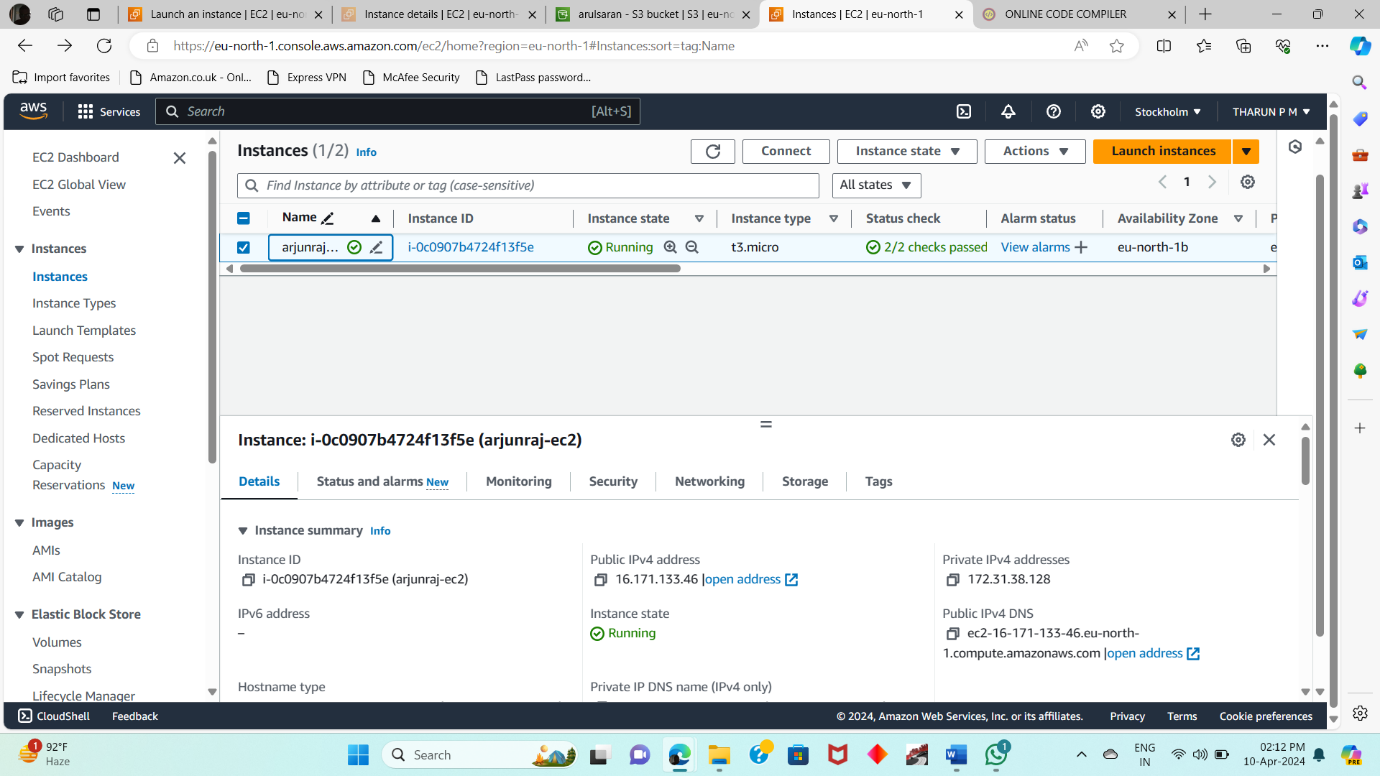 Launch an instance | EC2 | eu-no
Instance details | EC2 | eu-north-
arulsaran - S3 bucket | S3 | eu-no
Instances | EC2 | eu-north-1
ONLINE CODE COMPILER
https://eu-north-1.console.aws.amazon.com/ec2/home?region=eu-north-1#Instances:sort=tag:Name
Import favorites
Amazon.co.uk - Onl...
Express VPN
McAfee Security
LastPass password...
aws
Services
Search
[Alt+S]
Stockholm
THARUN P M
EC2 Dashboard
EC2 Global View
Events
Instances
Instances
Instance Types
Launch Templates
Spot Requests
Savings Plans
Reserved Instances
Dedicated Hosts
Capacity
Reservations New
Images
AMIs
AMI Catalog
Elastic Block Store
Volumes
Snapshots
Lifecycle Manager
Instances (1/2) Info
Connect
Instance state
Actions
Launch instances
Find Instance by attribute or tag (case-sensitive)
All states
1
Name
Instance ID
Instance state
Instance type
Status check
Alarm status
Availability Zone
P
arjunraj...
i-0c0907b4724f13f5e
Running
t3.micro
2/2 checks passed
View alarms
eu-north-1b
e
Instance: i-0c0907b4724f13f5e (arjunraj-ec2)
Details
Status and alarms New
Monitoring
Security
Networking
Storage
Tags
Instance summary Info
Instance ID
i-0c0907b4724f13f5e (arjunraj-ec2)
Public IPv4 address
16.171.133.46 |open address
Private IPv4 addresses
172.31.38.128
IPv6 address
–
Instance state
Running
Public IPv4 DNS
ec2-16-171-133-46.eu-north-
1.compute.amazonaws.com |open address
Hostname type
Private IP DNS name (IPv4 only)
CloudShell
Feedback
© 2024, Amazon Web Services, Inc. or its affiliates.
Privacy
Terms
Cookie preferences
1
92°F
Haze
Search
1
ENG
IN
02:12 PM
10-Apr-2024
PRE